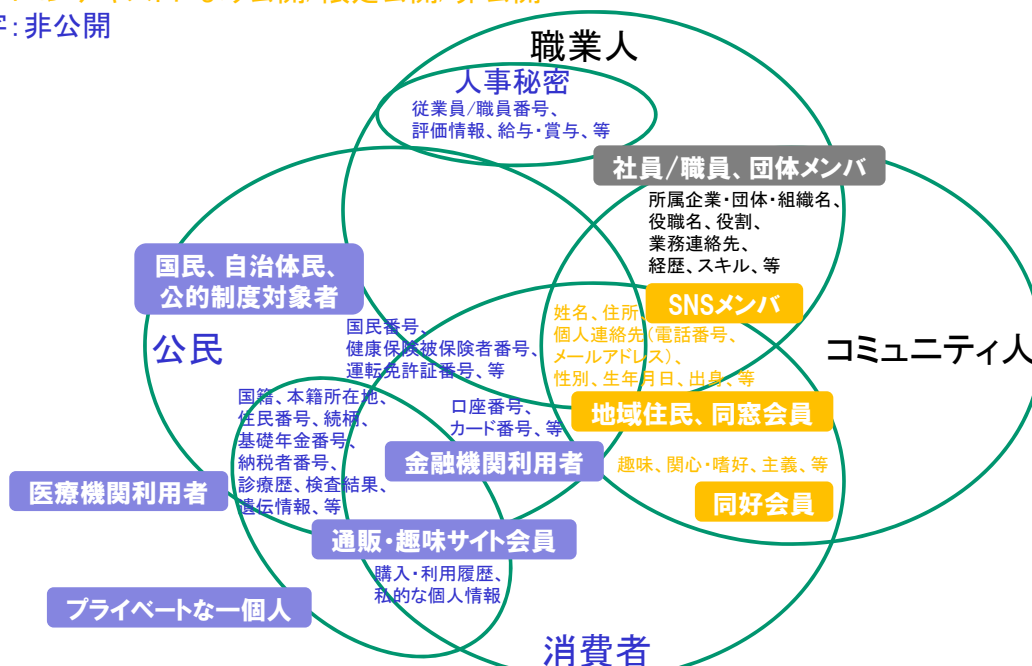 字：非公開
職業人
人事秘密
従業員/職員番号、
評価情報、給与・賞与、等
社員/職員、団体メンバ
所属企業・団体・組織名、
役職名、役割、
業務連絡先、
経歴、スキル、等
国民、自治体民、
公的制度対象者
SNSメンバ
姓名、住所、
個人連絡先（電話番号、
メールアドレス）、
性別、生年月日、出身、等
公民
国民番号、
健康保険被保険者番号、
運転免許証番号、等
コミュニティ人
国籍、本籍所在地、
住民番号、続柄、
基礎年金番号、
納税者番号、
診療歴、検査結果、
遺伝情報、等
口座番号、
カード番号、等
地域住民、同窓会員
金融機関利用者
趣味、関心・嗜好、主義、等
同好会員
医療機関利用者
通販・趣味サイト会員
購入・利用履歴、
私的な個人情報
プライベートな一個人
消費者